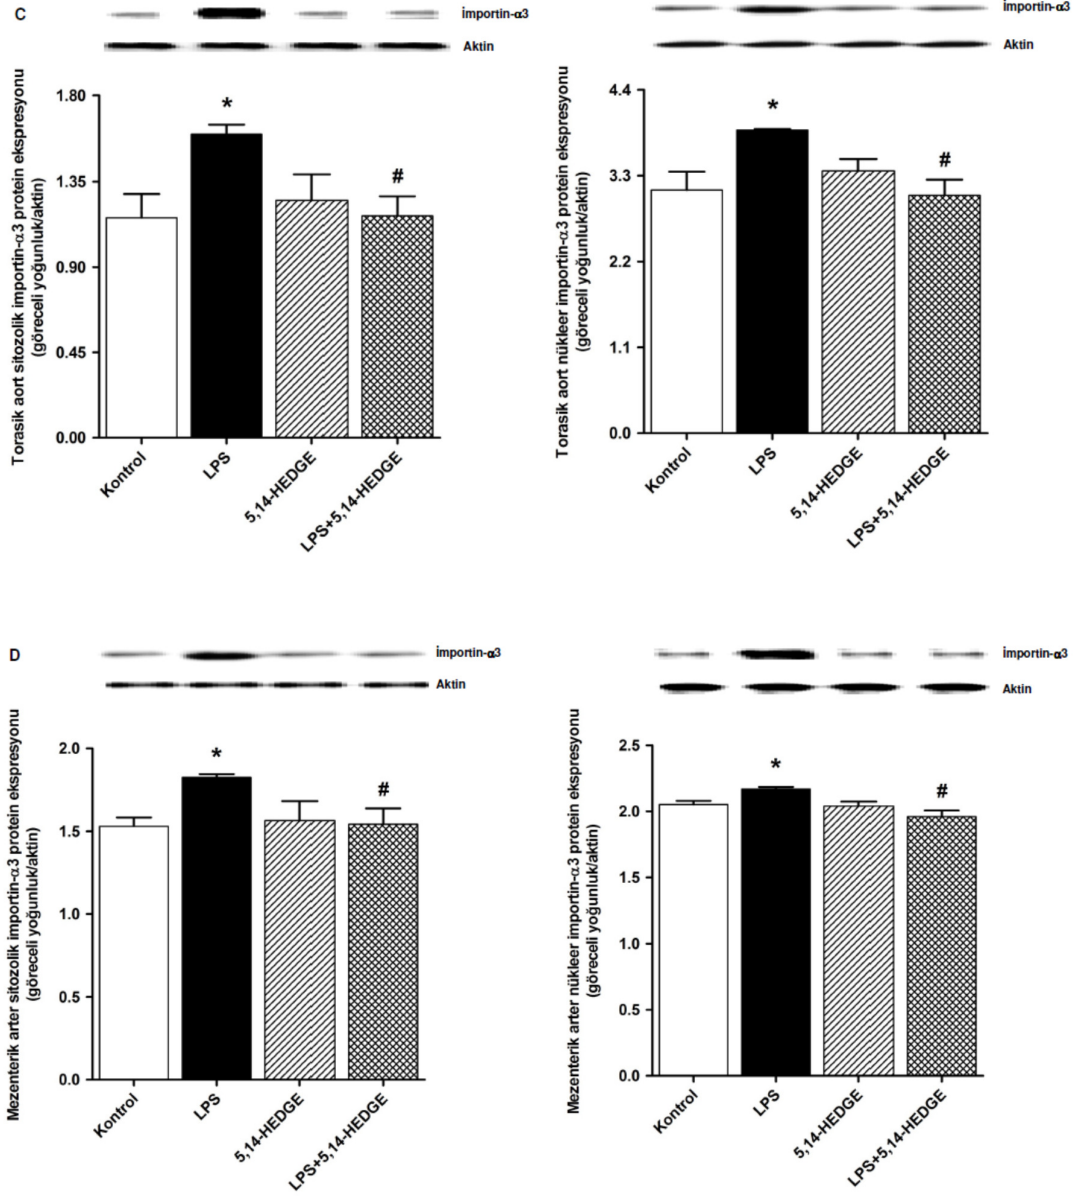 C
importin-α3
Aktin
Torasik aort sitozolik importin-α3 protein ekspresyonu
(göreceli yoğunluk/aktin)
1.80
1.35
0.90
0.45
0.00
*
#
Kontrol
LPS
5,14-HEDGE
LPS+5,14-HEDGE
importin-α3
Aktin
Torasik aort nükleer importin-α3 protein ekspresyonu
(göreceli yoğunluk/aktin)
4.4
3.3
2.2
1.1
0.0
*
#
Kontrol
LPS
5,14-HEDGE
LPS+5,14-HEDGE
D
İmportin-α3
Aktin
Mezenterik arter sitozolik importin-α3 protein ekspresyonu
(göreceli yoğunluk/aktin)
2.0
1.5
1.0
0.5
0.0
*
#
Kontrol
LPS
5,14-HEDGE
LPS+5,14-HEDGE
İmportin-α3
Aktin
Mezenterik arter nükleer importin-α3 protein ekspresyonu
(göreceli yoğunluk/aktin)
2.5
2.0
1.5
1.0
0.5
0.0
*
#
Kontrol
LPS
5,14-HEDGE
LPS+5,14-HEDGE